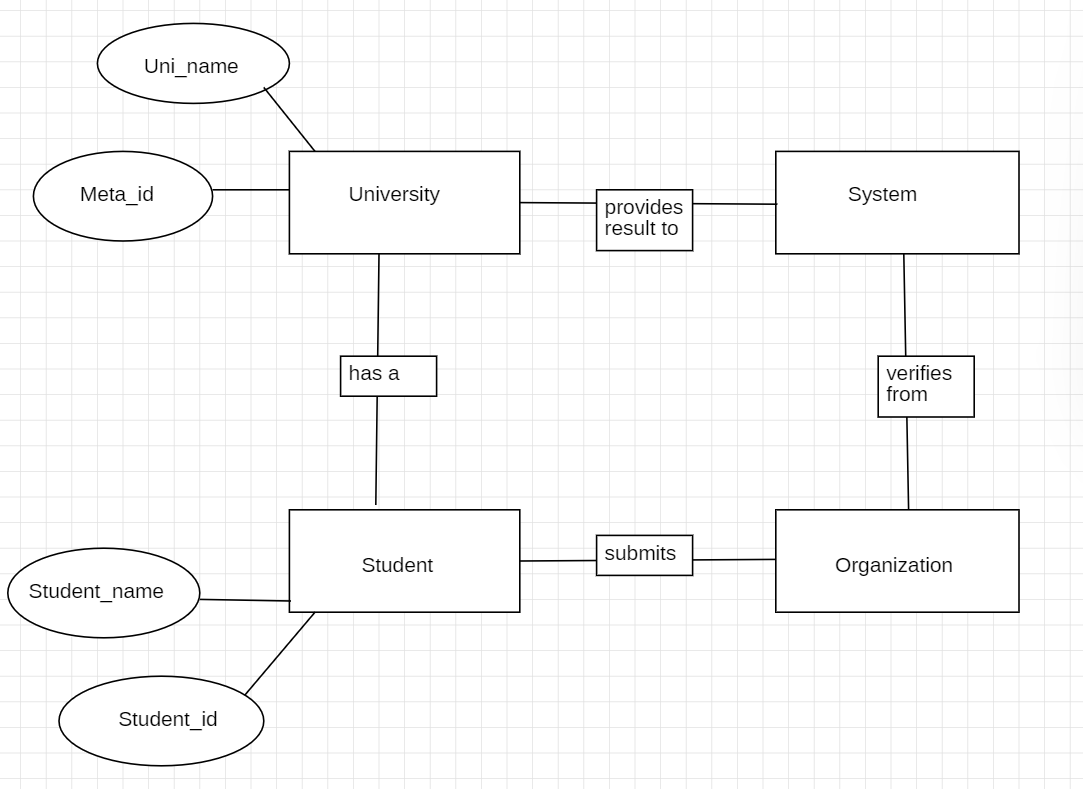 Uni_name
Meta_id
University
provides
result to
System
has a
verifies
from
Student_name
Student
submits
Organization
Student_id